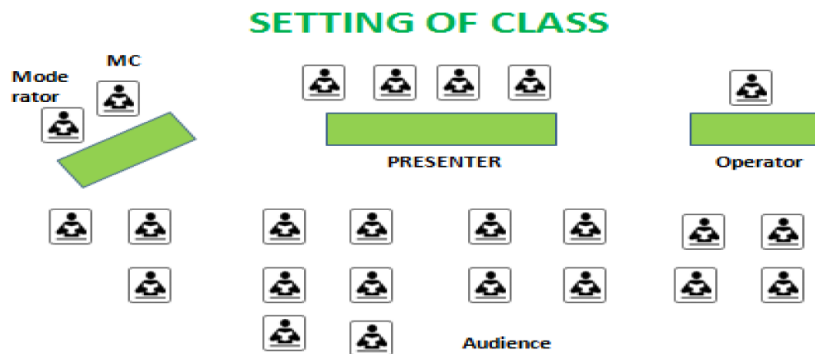 SETTING OF CLASS
MC
Mode
rator
PRESENTER
Operator
Audience